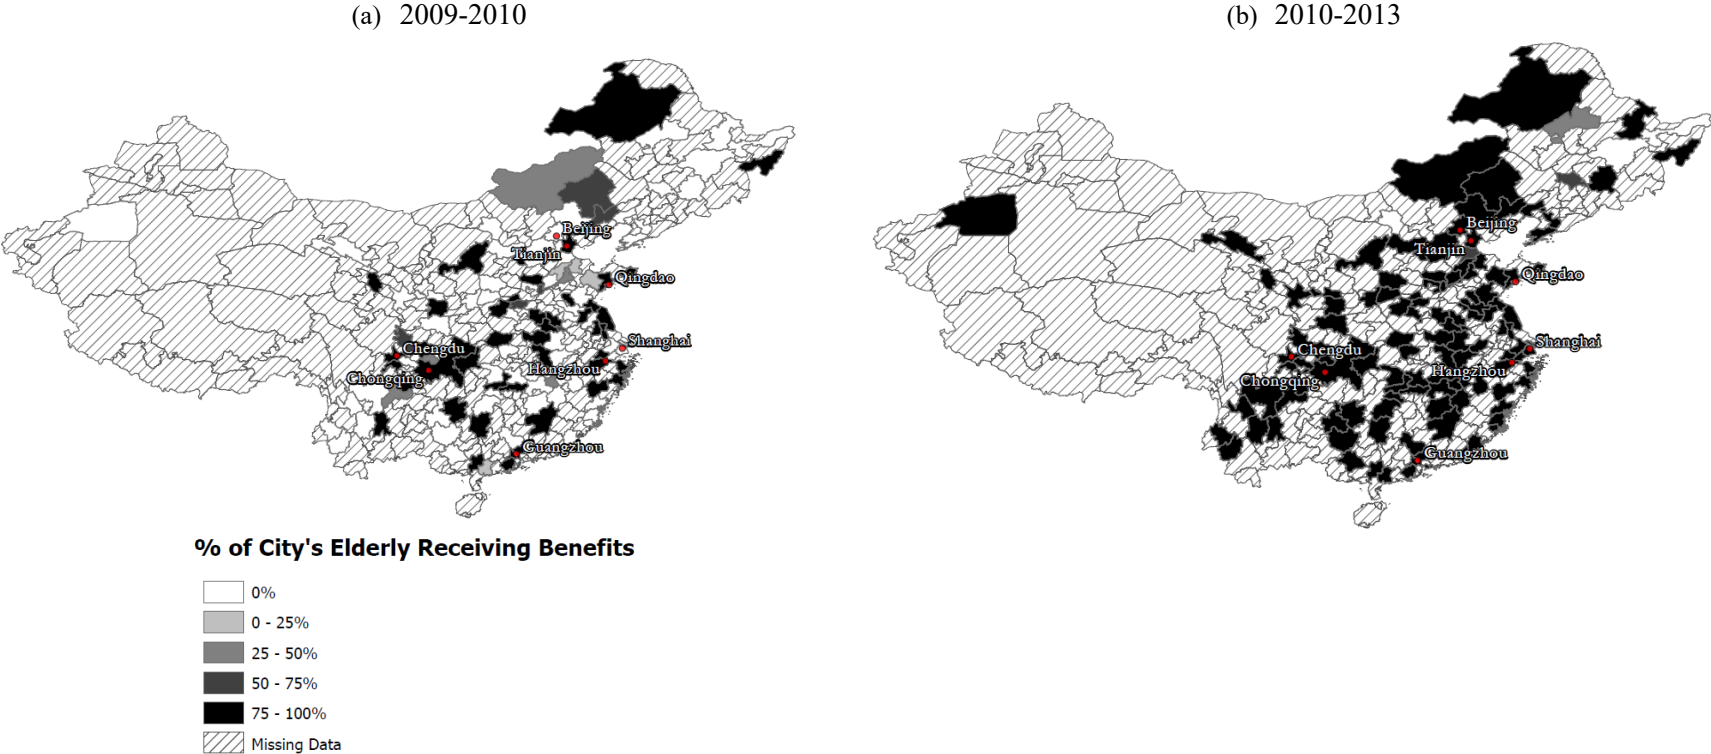 (a) 2009-2010
(b) 2010-2013
Beijing
Tianjin
Qingdao
Shanghai
Chengdu
Hangzhou
Chongqing
Guangzhou
Beijing
Tianjin
Qingdao
Shanghai
Chengdu
Hangzhou
Chongqing
Guangzhou
% of City's Elderly Receiving Benefits
0%
0 - 25%
25 - 50%
50 - 75%
75 - 100%
Missing Data